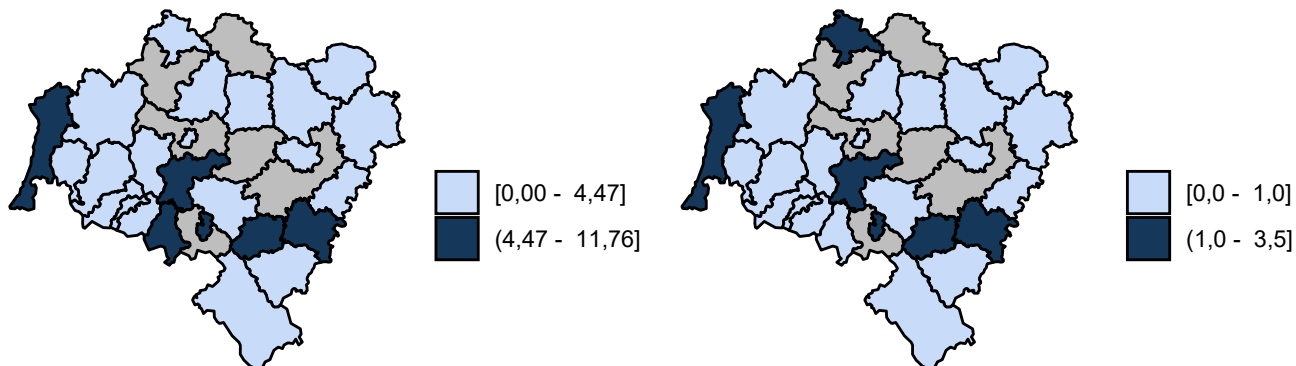 [0,00 - 4,47]
(4,47 - 11,76]
[0,0 - 1,0]
(1,0 - 3,5]